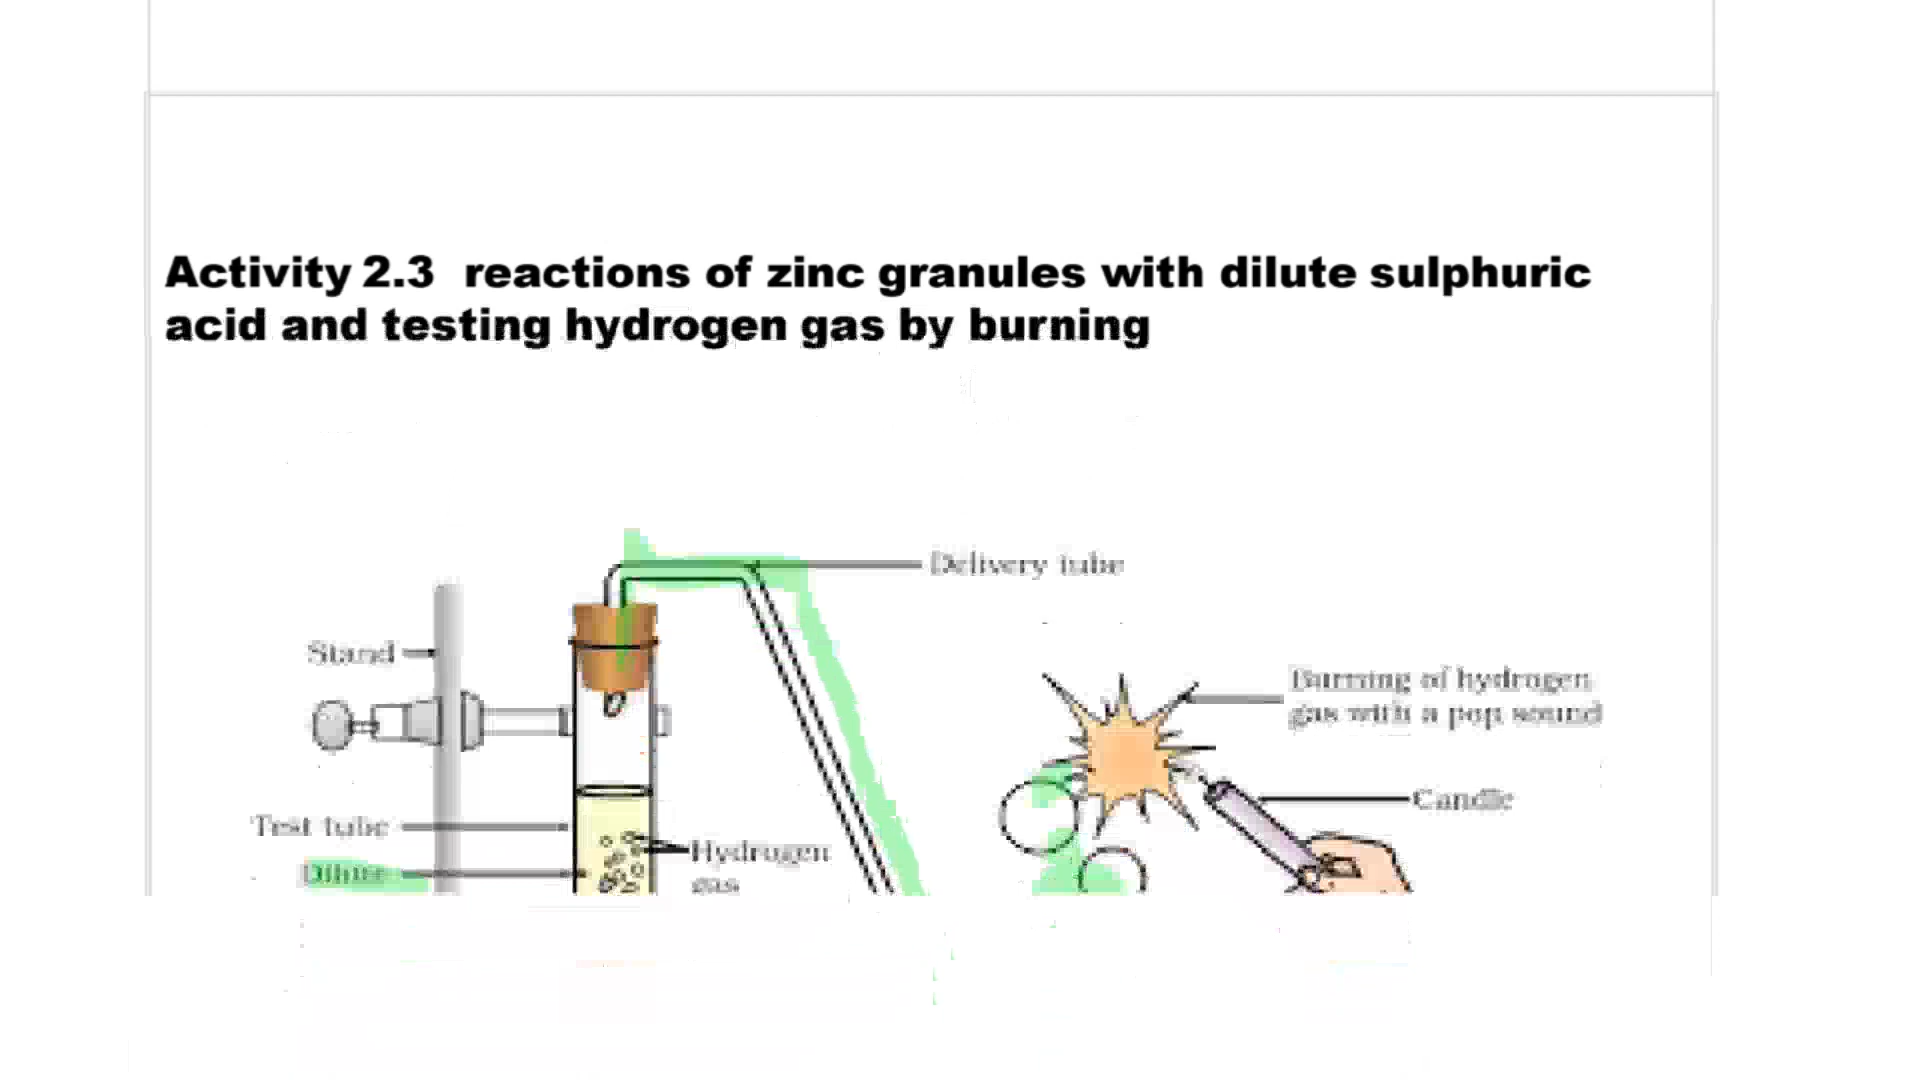 Activity 2.3 reactions of zinc granules with dilute sulphuric
acid and testing hydrogen gas by burning
Delivery tube
Stand
Burning of hydrogen
gas with a pop sound
Candle
Test tube
Hydrogen
gas
Dilute